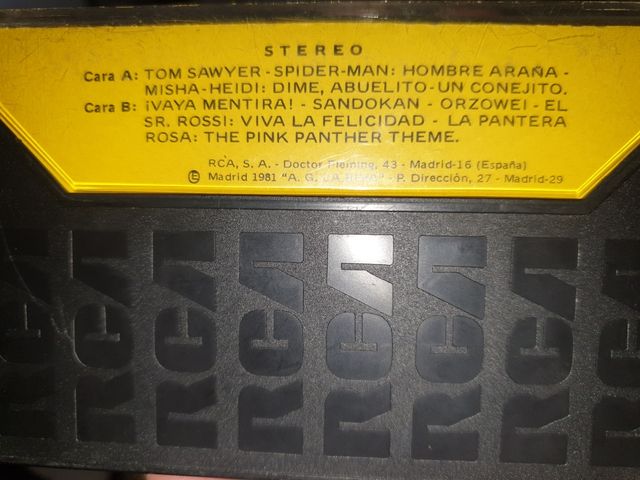 STEREO
Cara A: TOM SAWYER - SPIDER-MAN: HOMBRE ARAÑA -
MISHA - HEIDI: DIME, ABUELITO - UN CONEJITO.
Cara B: ¡VAYA MENTIRA! - SANDOKAN - ORZOWEI - EL
SR. ROSSI: VIVA LA FELICIDAD - LA PANTERA
ROSA: THE PINK PANTHER THEME.
RCA, S. A. - Doctor Fleming, 43 - Madrid-16 (España)
Ⓔ Madrid 1981 "A. G. - P. Dirección, 27 - Madrid-29
RCA RCA RCA RCA RCA RCA RCA RCA